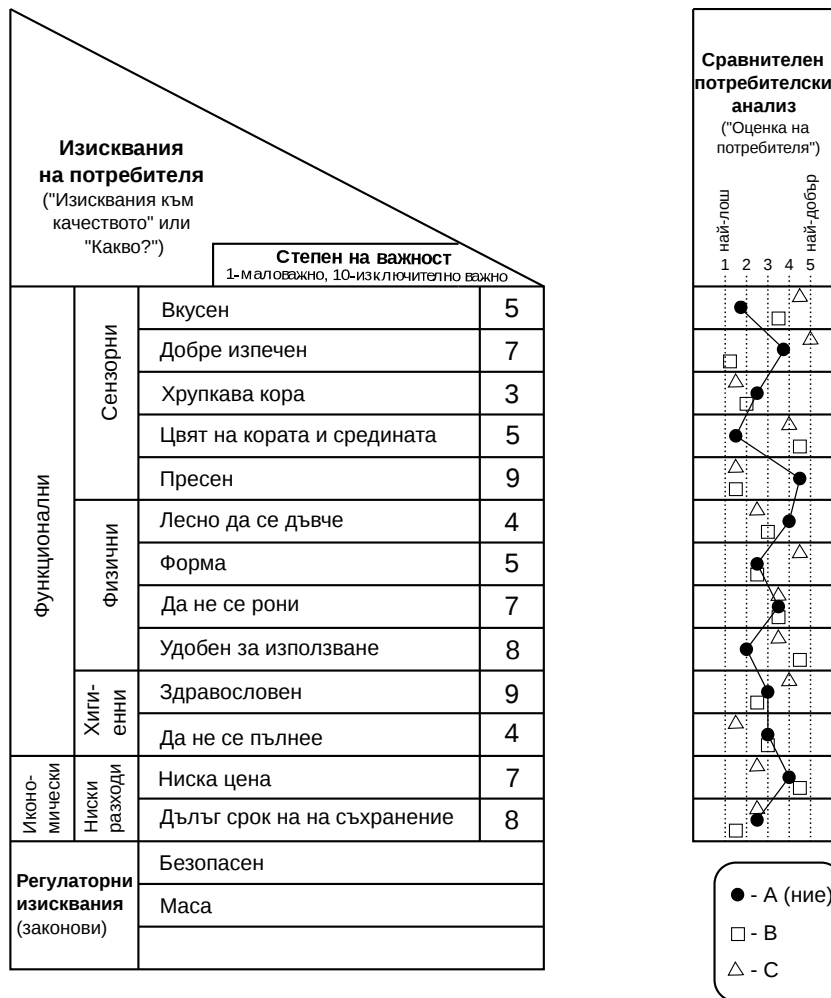 Изисквания
на потребителя
("Изисквания към
качеството" или
"Какво?")
Степен на важност
1-маловажно, 10-изключително важно
Функционални
Сензорни
Вкусен 5
Добре изпечен 7
Хрупкава кора 3
Цвят на кората и средината 5
Пресен 9
Физични
Лесно да се дъвче 4
Форма 5
Да не се рони 7
Удобен за използване 8
Хиги-
енни
Здравословен 9
Да не се пълнее 4
Иконо-
мически
Ниски
разходи
Ниска цена 7
Дълъг срок на на съхранение 8
Регулаторни
изисквания
(законови)
Безопасен
Маса
Сравнителен
потребителски
анализ
("Оценка на
потребителя")
най-лош
най-добър
1 2 3 4 5
- A (ние)
- B
- C